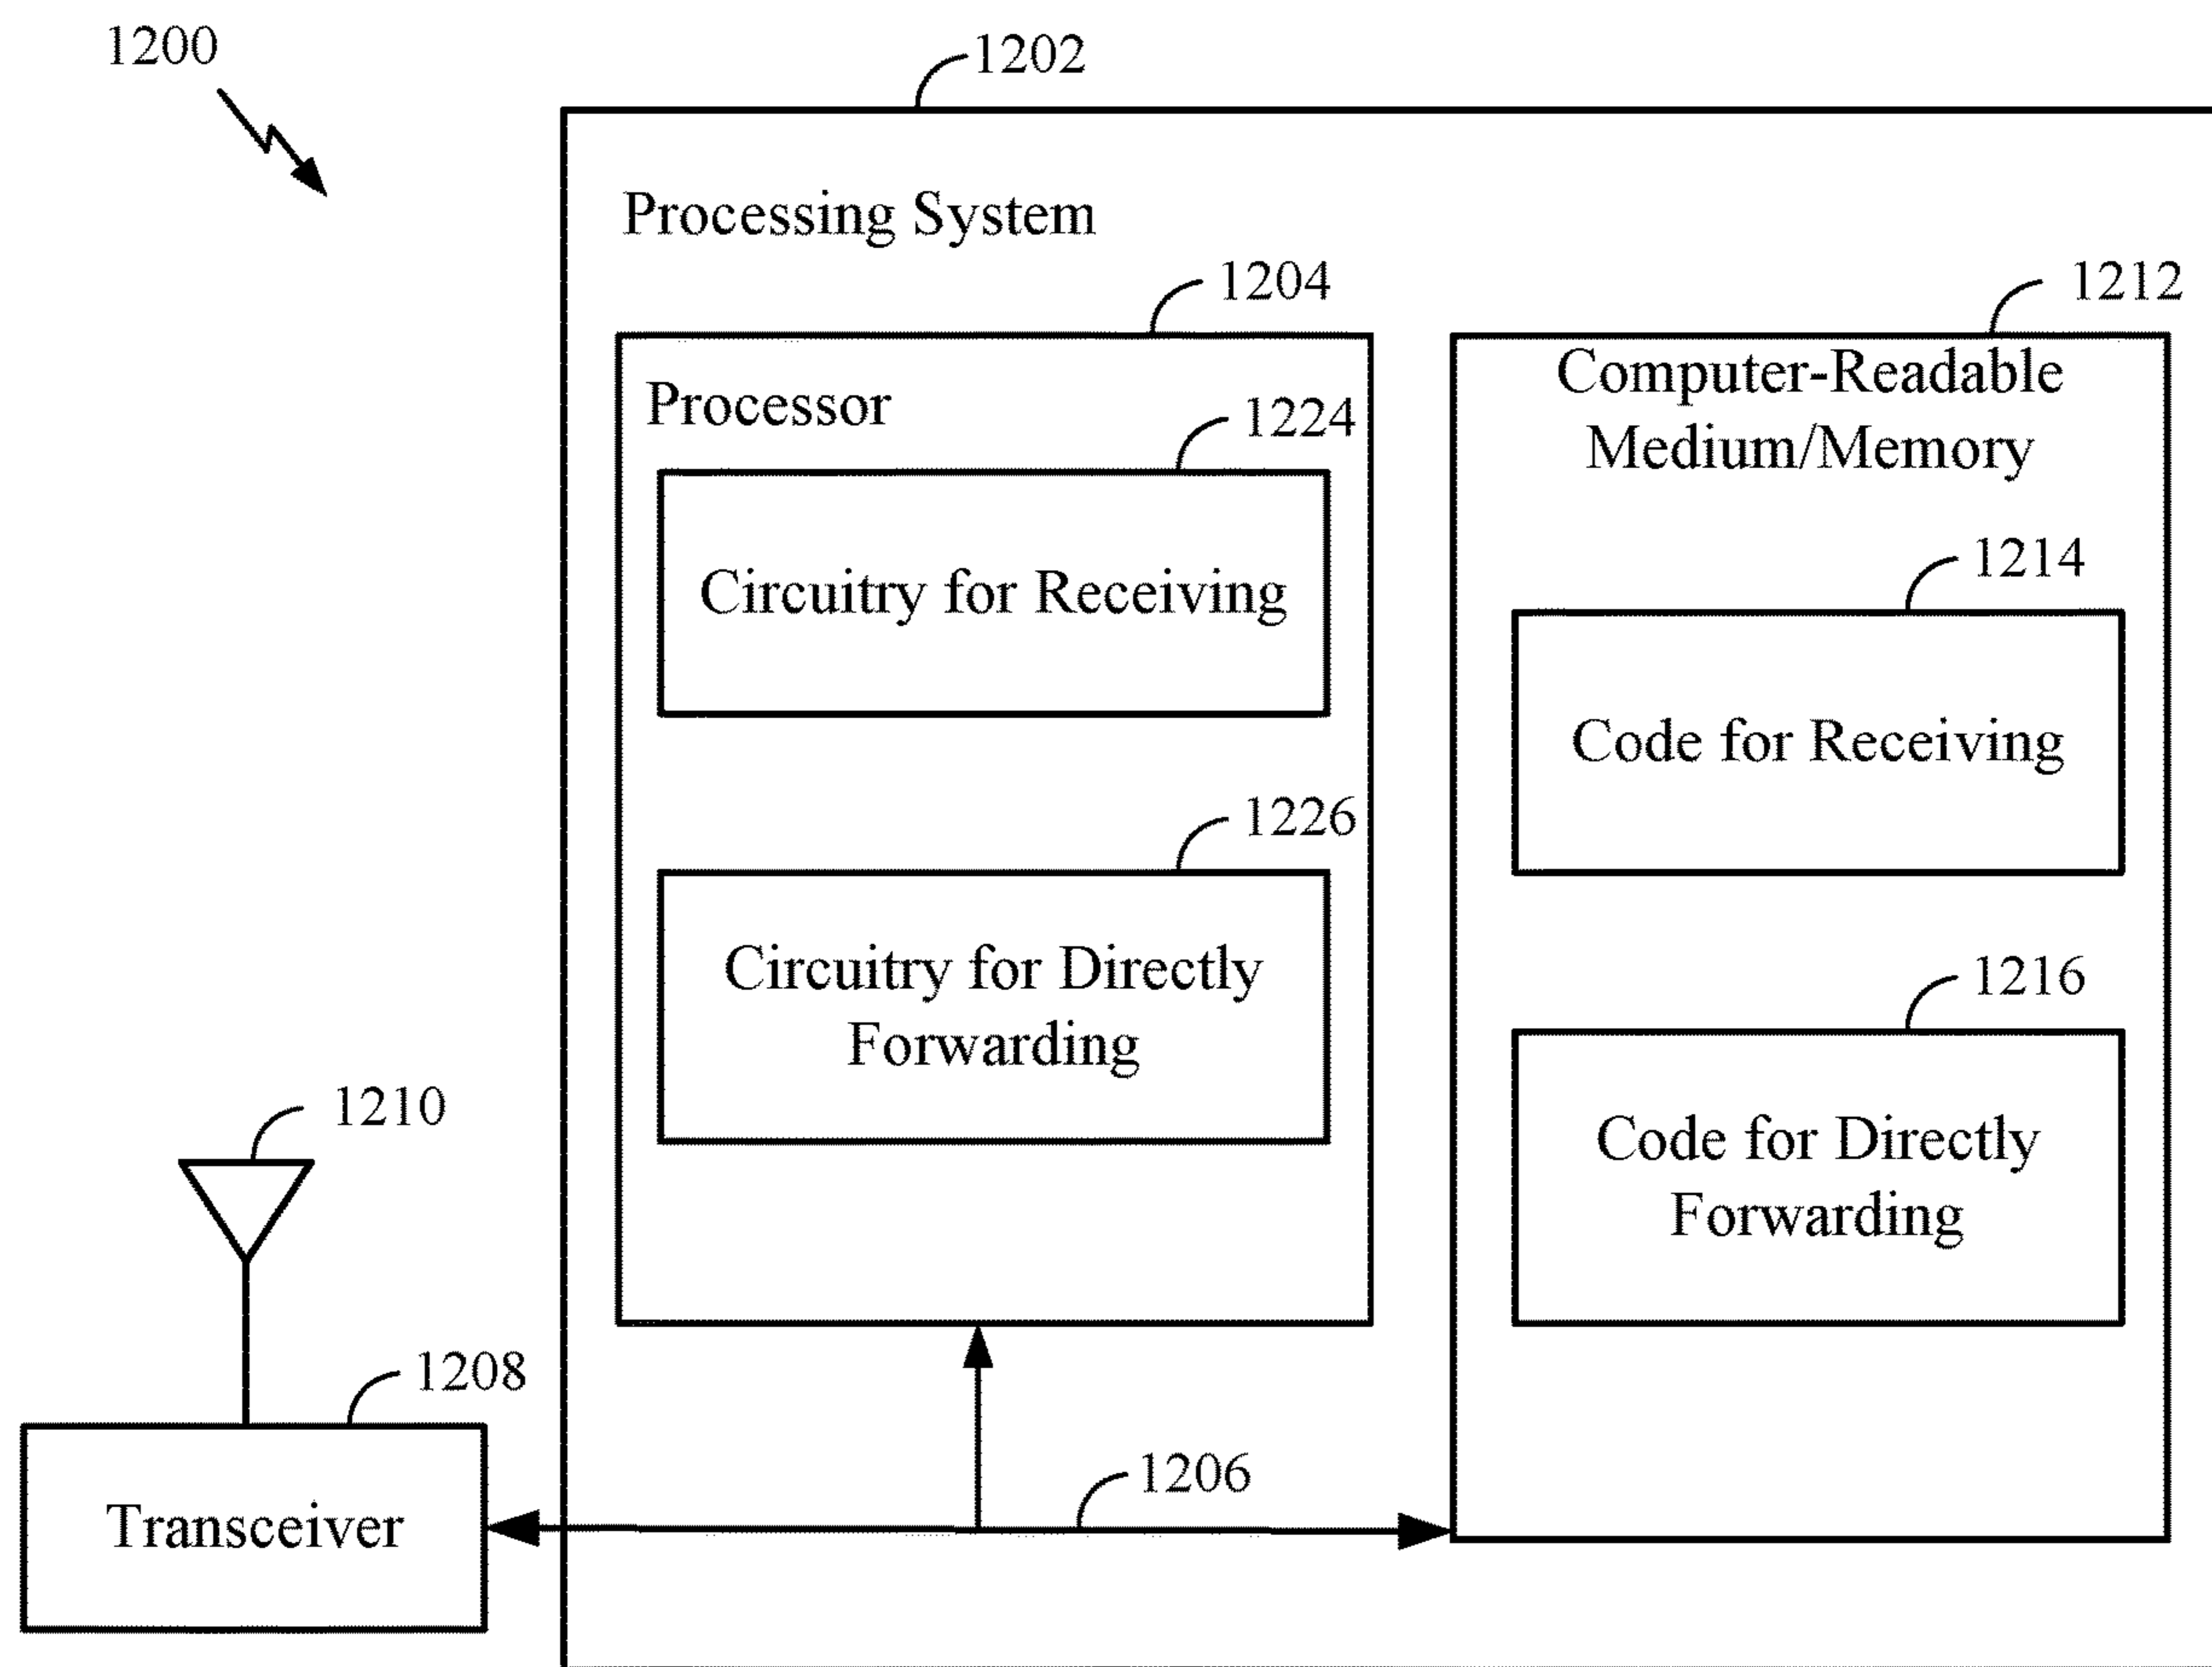 1200
1202
Processing System
1204
1212
Processor
Computer-Readable
Medium/Memory
1224
Circuitry for Receiving
1214
Code for Receiving
1226
Circuitry for Directly
Forwarding
1216
Code for Directly
Forwarding
1210
1208
Transceiver
1206